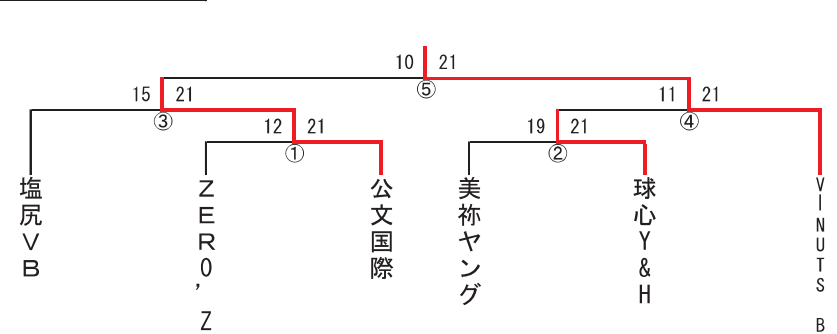 10 21
⑤
15 21
11 21
③
④
12 21
19 21
①
②
塩尻VB
ZERO'Z
公文国際
美祢ヤング
球心Y&H
VINUTS B